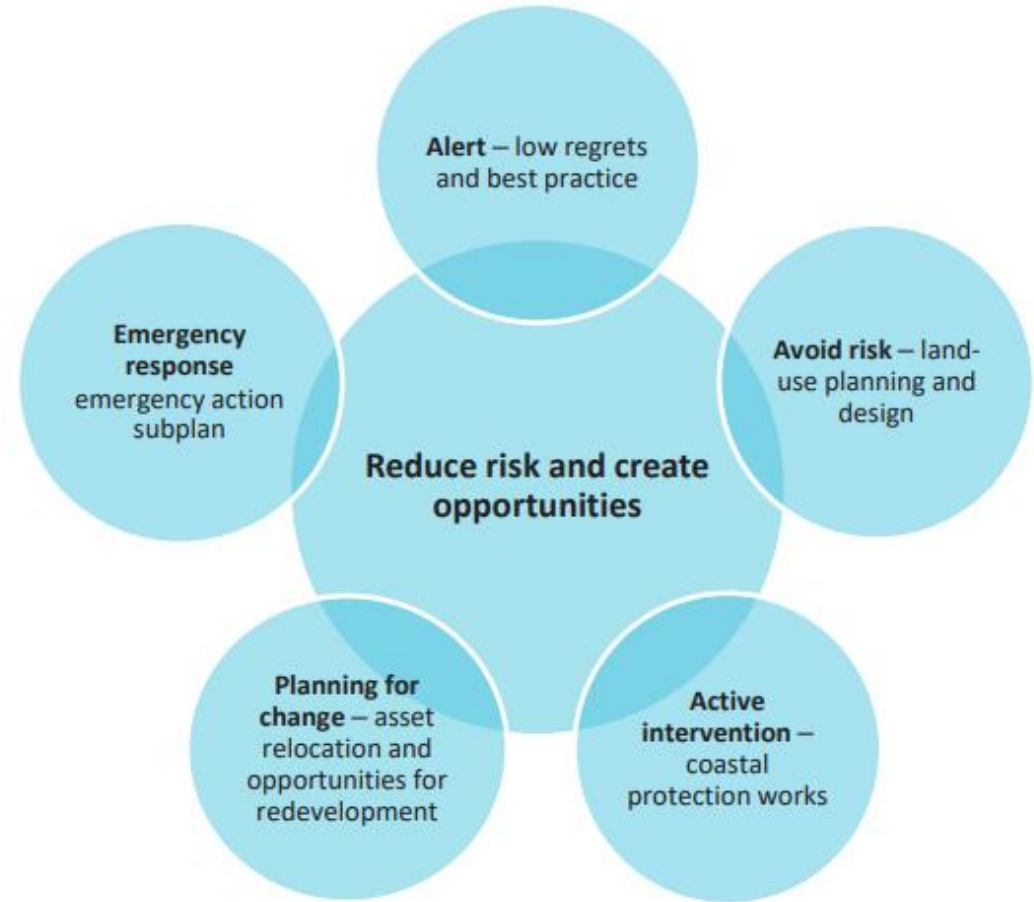 Alert – low regrets
and best practice
Avoid risk – land-
use planning and
design
Active
intervention –
coastal
protection works
Planning for
change – asset
relocation and
opportunities for
redevelopment
Emergency
response
emergency action
subplan
Reduce risk and create
opportunities